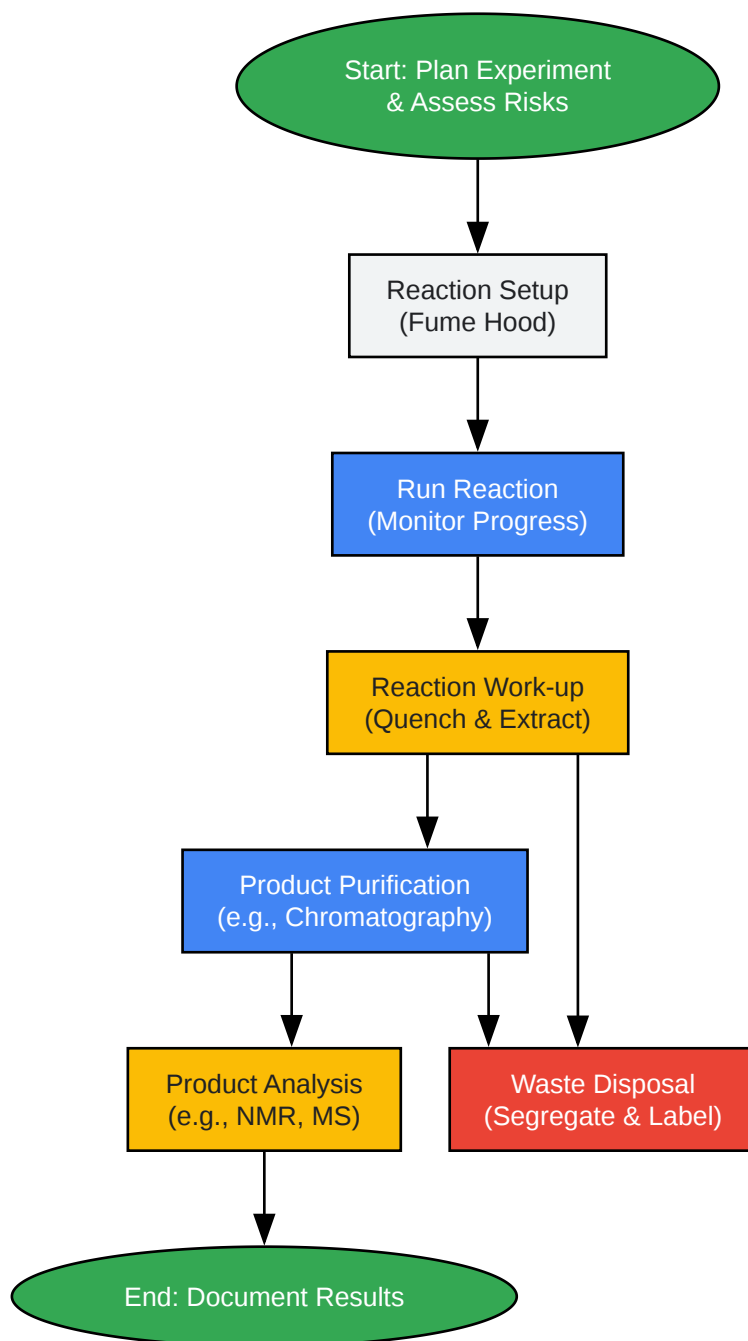 Start: Plan Experiment
& Assess Risks
Reaction Setup
(Fume Hood)
Run Reaction
(Monitor Progress)
Reaction Work-up
(Quench & Extract)
Product Purification
(e.g., Chromatography)
Product Analysis
(e.g., NMR, MS)
Waste Disposal
(Segregate & Label)
End: Document Results